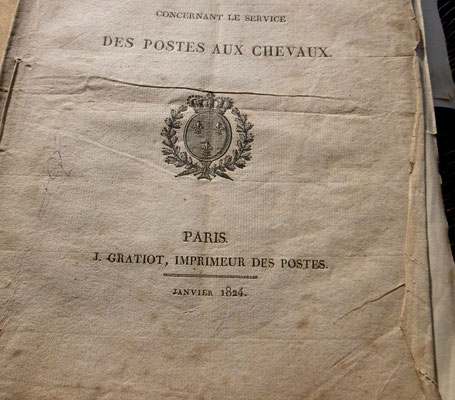 CONCERNANT LE SERVICE
DES POSTES AUX CHEVAUX.
PARIS.
J. GRATIOT, IMPRIMEUR DES POSTES.
JANVIER 1824.